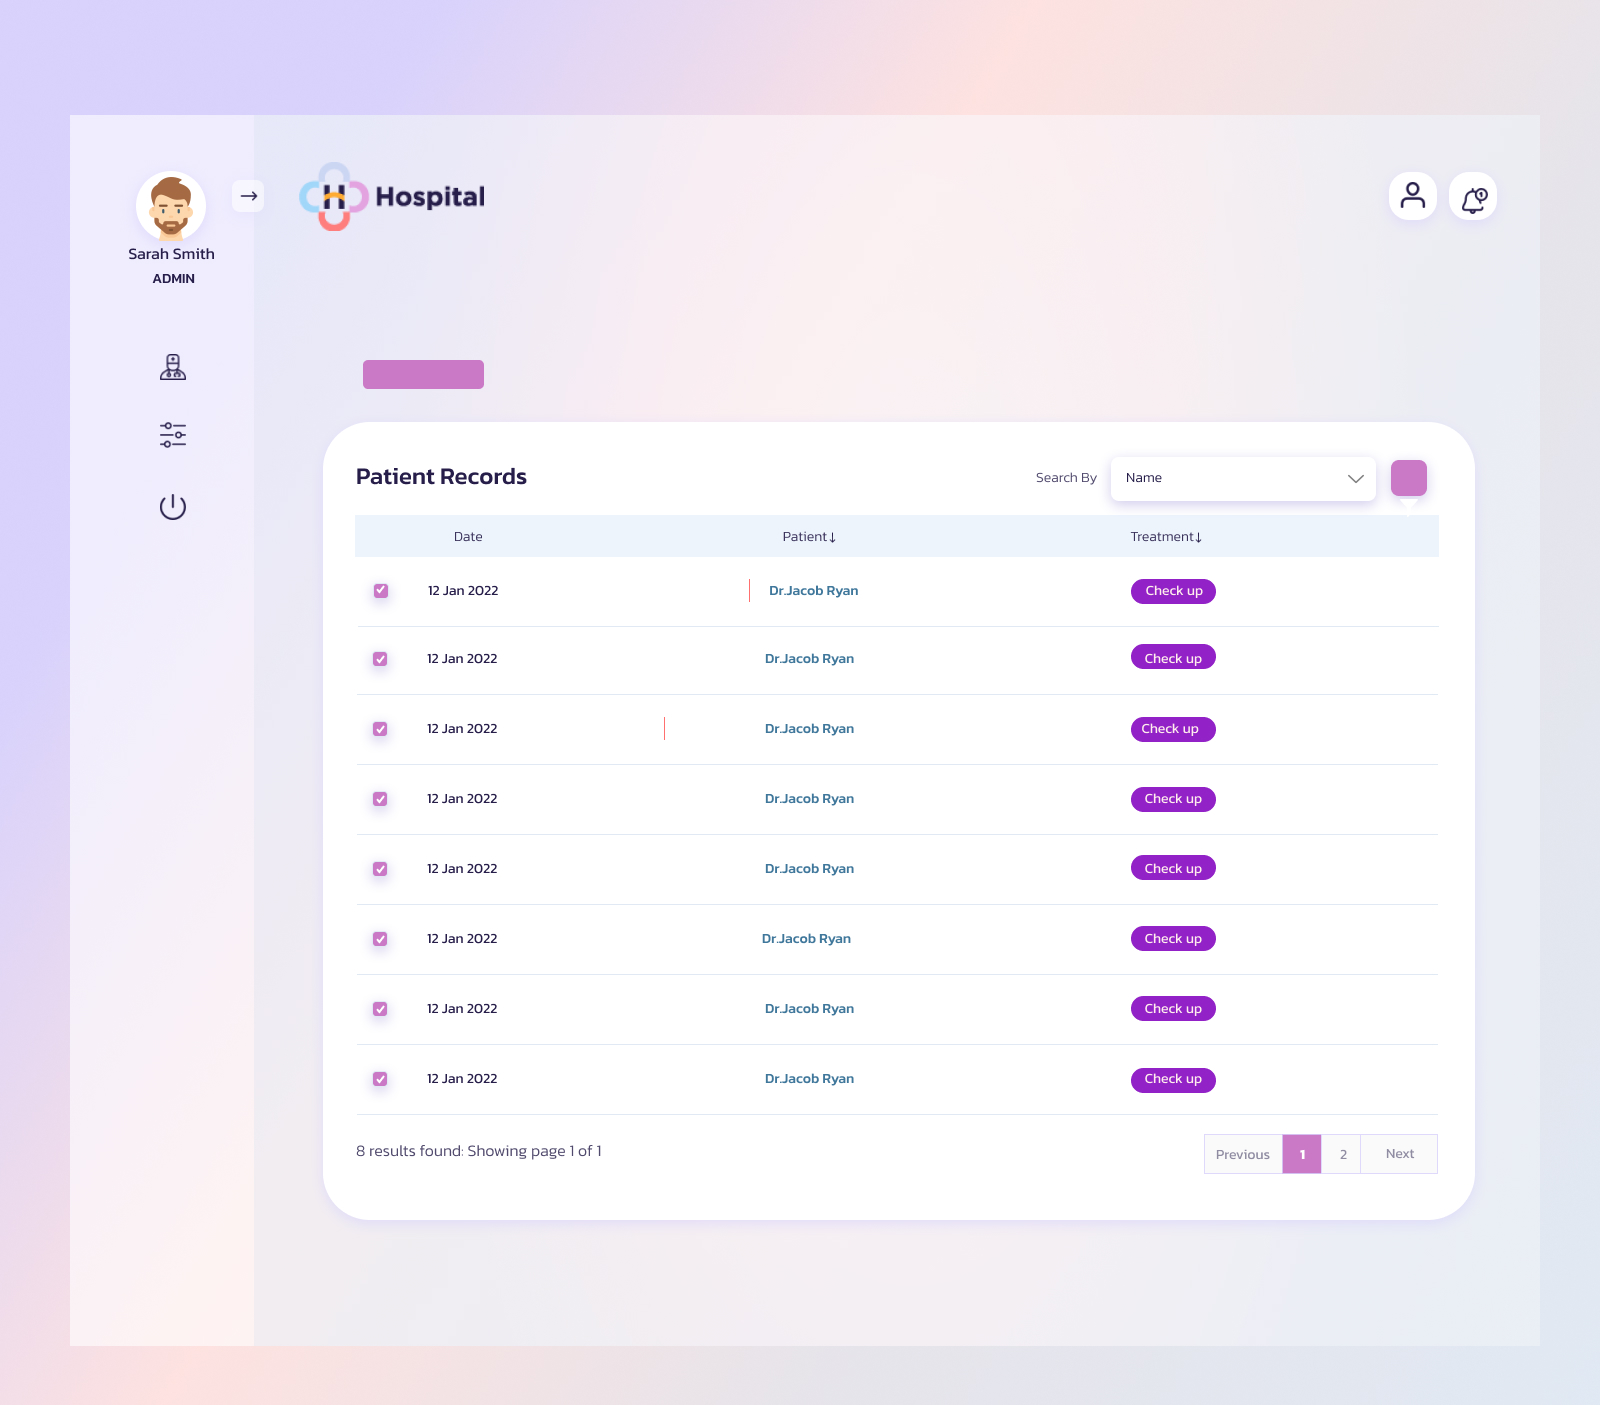 Hospital
Sarah Smith
ADMIN
Patient Records
Search By
Name
Date
Patient↓
Treatment↓
12 Jan 2022 Dr.Jacob Ryan Check up
12 Jan 2022 Dr.Jacob Ryan Check up
12 Jan 2022 Dr.Jacob Ryan Check up
12 Jan 2022 Dr.Jacob Ryan Check up
12 Jan 2022 Dr.Jacob Ryan Check up
12 Jan 2022 Dr.Jacob Ryan Check up
12 Jan 2022 Dr.Jacob Ryan Check up
12 Jan 2022 Dr.Jacob Ryan Check up
8 results found: Showing page 1 of 1
Previous 1 2 Next